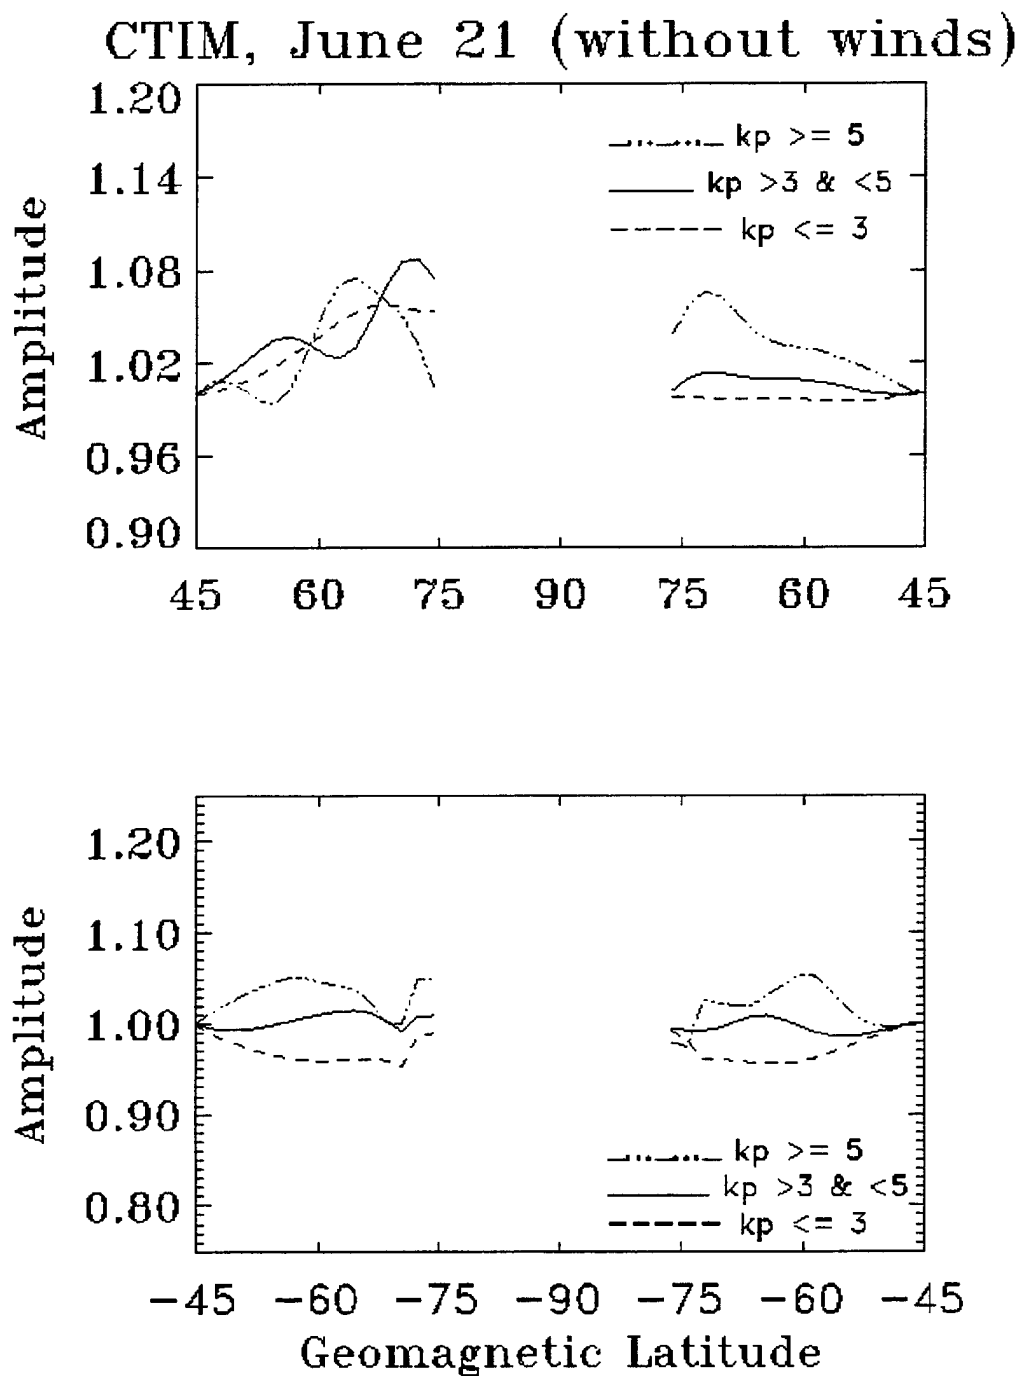 CTIM, June 21 (without winds)
1.20
1.14
1.08
1.02
0.96
0.90
Amplitude
kp >= 5
kp >3 & <5
kp <= 3
45 60 75 90 75 60 45
1.20
1.10
1.00
0.90
0.80
Amplitude
kp >= 5
kp >3 & <5
kp <= 3
-45 -60 -75 -90 -75 -60 -45
Geomagnetic Latitude